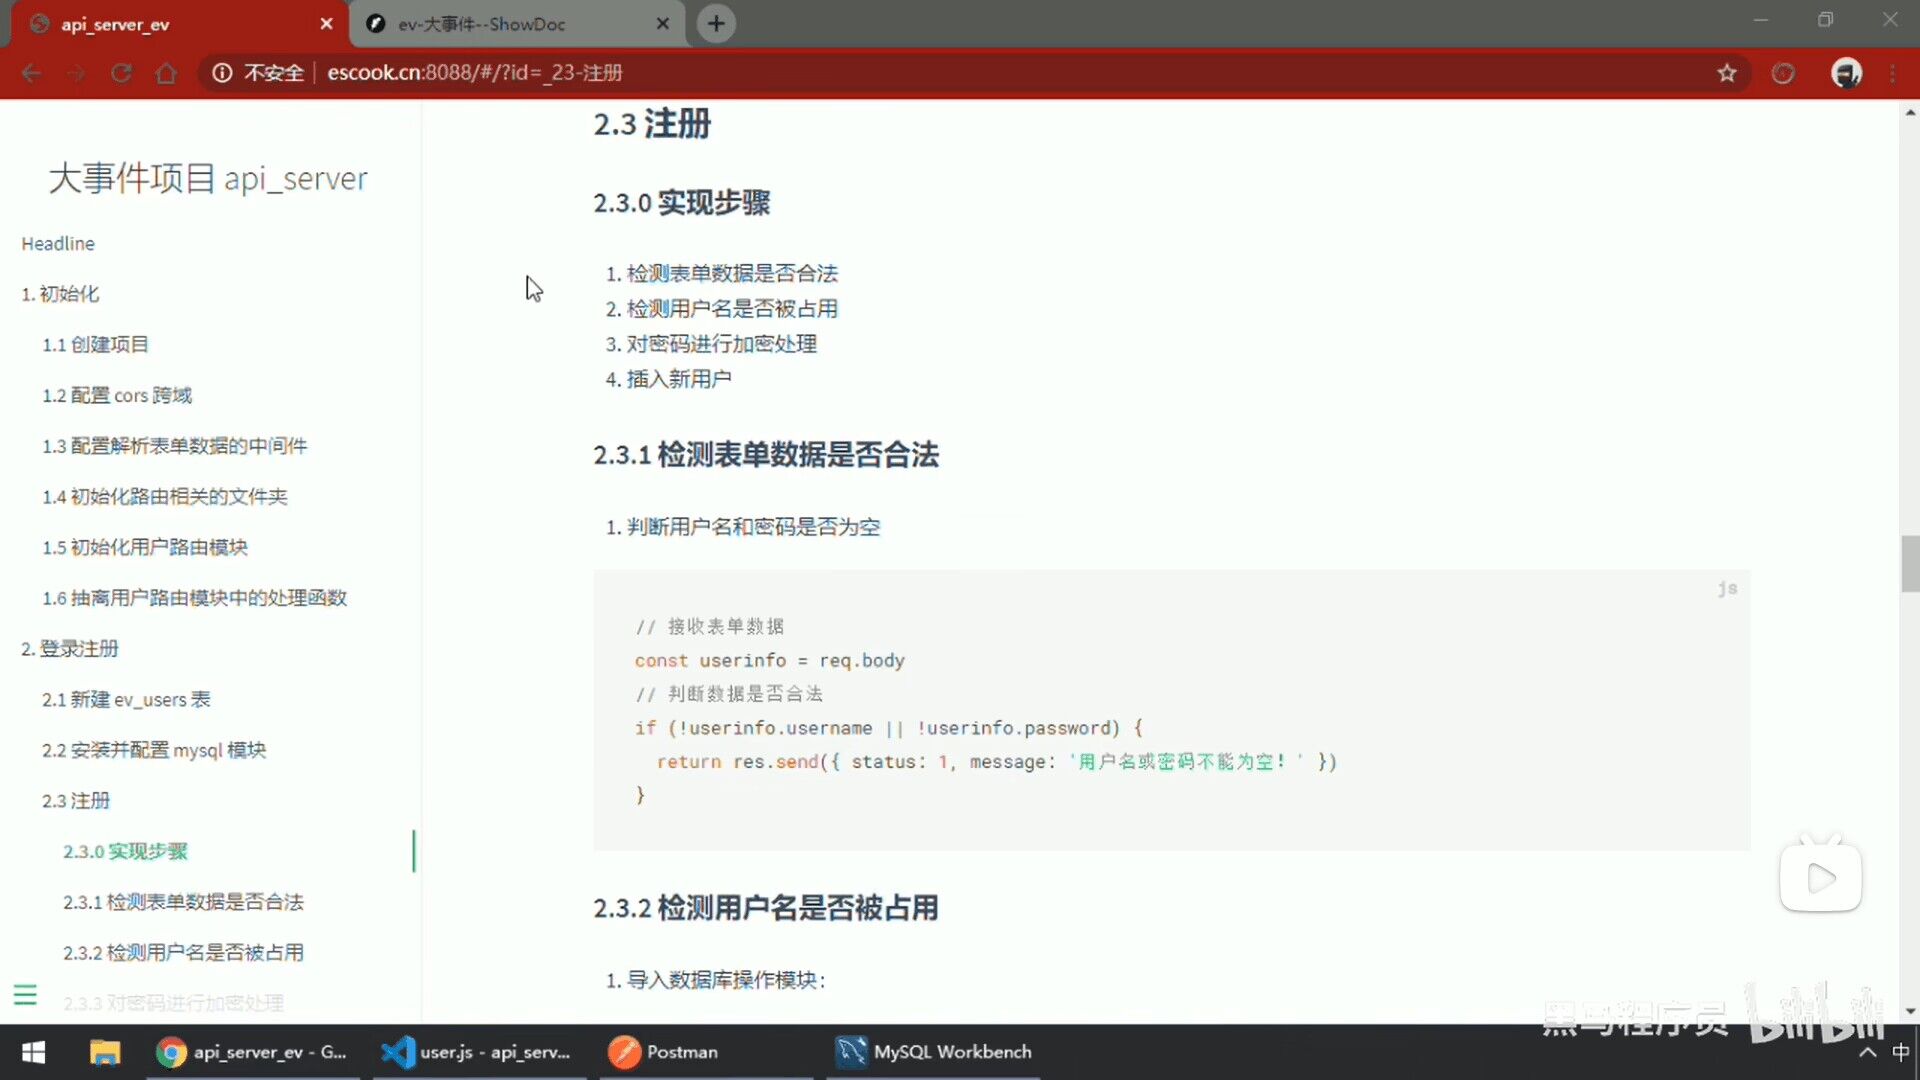 api_server_ev
ev-大事件--ShowDoc
不安全
escook.cn:8088/#/?id=_23-注册
大事件项目 api_server
Headline
1. 初始化
1.1 创建项目
1.2 配置 cors 跨域
1.3 配置解析表单数据的中间件
1.4 初始化路由相关的文件夹
1.5 初始化用户路由模块
1.6 抽离用户路由模块中的处理函数
2. 登录注册
2.1 新建 ev_users 表
2.2 安装并配置 mysql 模块
2.3 注册
2.3.0 实现步骤
2.3.1 检测表单数据是否合法
2.3.2 检测用户名是否被占用
2.3.3 对密码进行加密处理
2.3 注册
2.3.0 实现步骤
1. 检测表单数据是否合法
2. 检测用户名是否被占用
3. 对密码进行加密处理
4. 插入新用户
2.3.1 检测表单数据是否合法
1. 判断用户名和密码是否为空
js
// 接收表单数据
const userinfo = req.body
// 判断数据是否合法
if (!userinfo.username || !userinfo.password) {
return res.send({ status: 1, message: '用户名或密码不能为空！' })
}
2.3.2 检测用户名是否被占用
1. 导入数据库操作模块：
黑马程序员 bilibili
api_server_ev - G...
user.js - api_serv...
Postman
MySQL Workbench
中